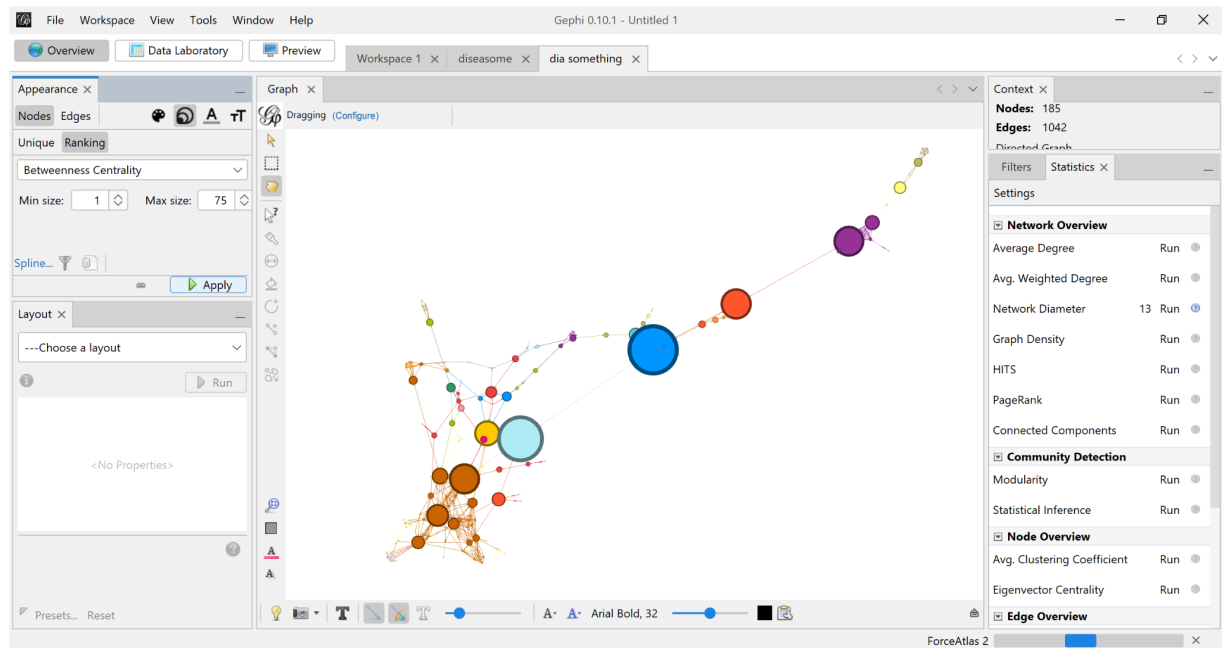 File Workspace View Tools Window Help Gephi 0.10.1 - Untitled 1
Overview Data Laboratory Preview Workspace 1 diseasome dia something
Appearance
Nodes Edges
Unique Ranking
Betweenness Centrality
Min size: 1 Max size: 75
Spline...
Apply
Layout
---Choose a layout
Run
<No Properties>
Presets... Reset
Graph
Dragging (Configure)
Arial Bold, 32
Context
Nodes: 185
Edges: 1042
Directed Graph
Filters Statistics
Settings
Network Overview
Average Degree Run
Avg. Weighted Degree Run
Network Diameter 13 Run
Graph Density Run
HITS Run
PageRank Run
Connected Components Run
Community Detection
Modularity Run
Statistical Inference Run
Node Overview
Avg. Clustering Coefficient Run
Eigenvector Centrality Run
Edge Overview
ForceAtlas 2